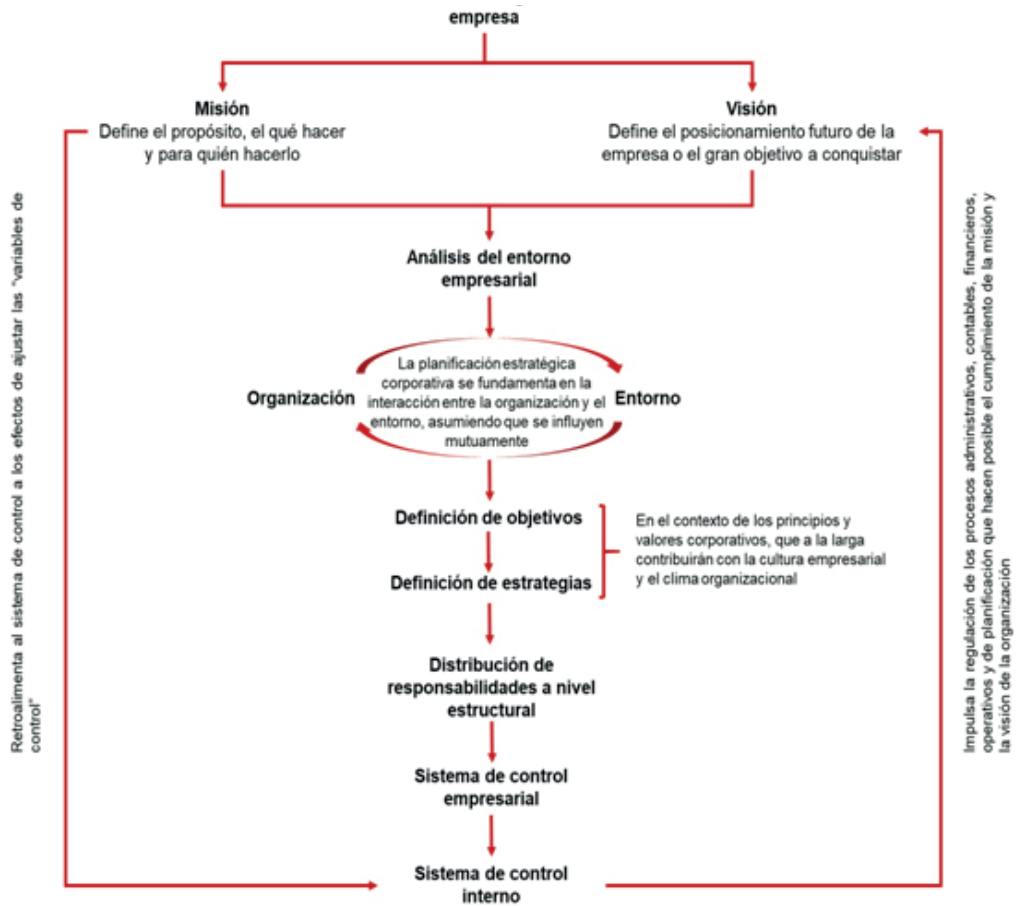 empresa
Misión
Define el propósito, el qué hacer
y para quién hacerlo
Visión
Define el posicionamiento futuro de la
empresa o el gran objetivo a conquistar
Análisis del entorno
empresarial
La planificación estratégica
corporativa se fundamenta en la
interacción entre la organización y el
entorno, asumiendo que se influyen
mutuamente
Organización
Entorno
Definición de objetivos
Definición de estrategias
En el contexto de los principios y
valores corporativos, que a la larga
contribuirán con la cultura empresarial
y el clima organizacional
Distribución de
responsabilidades a nivel
estructural
Sistema de control
empresarial
Sistema de control
interno
Retroalimenta al sistema de control a los efectos de ajustar las "variables de
control"
Impulsa la regulación de los procesos administrativos, contables, financieros,
operativos y de planificación que hacen posible el cumplimiento de la misión y
la visión de la organización